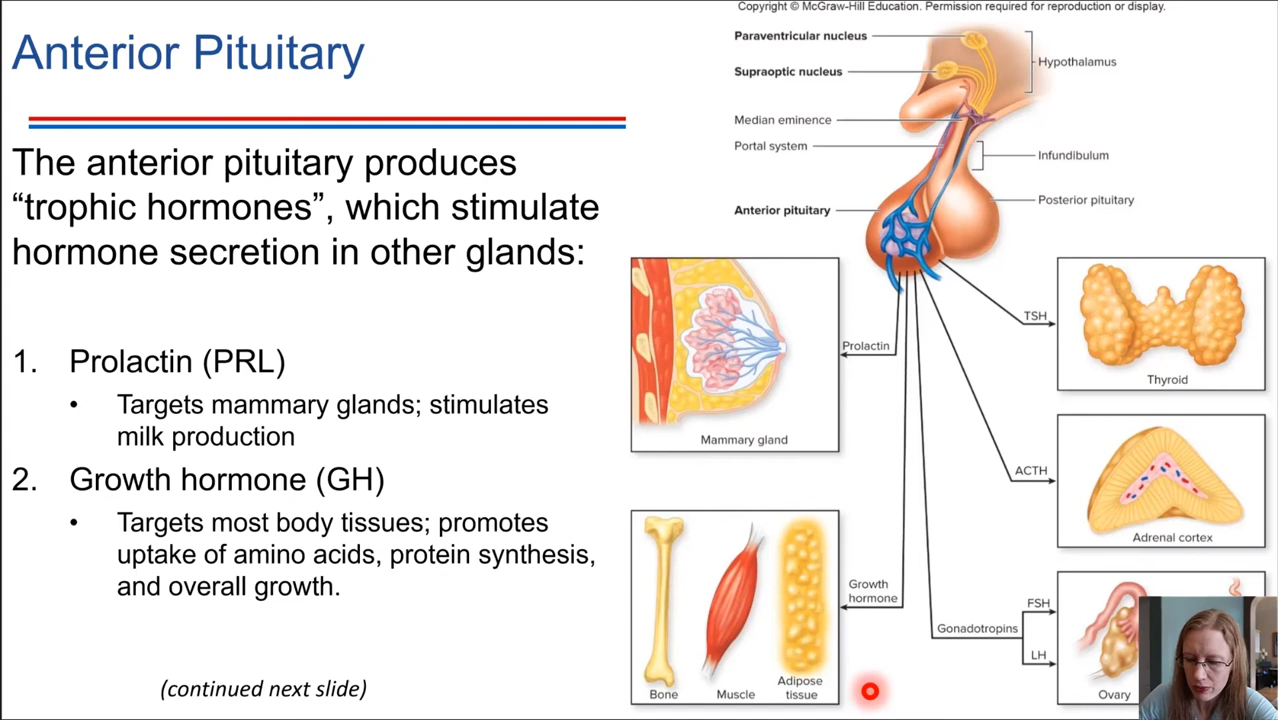 Copyright © McGraw-Hill Education. Permission required for reproduction or display.
Anterior Pituitary
The anterior pituitary produces
“trophic hormones”, which stimulate
hormone secretion in other glands:
1. Prolactin (PRL)
• Targets mammary glands; stimulates
milk production
2. Growth hormone (GH)
• Targets most body tissues; promotes
uptake of amino acids, protein synthesis,
and overall growth.
(continued next slide)
Paraventricular nucleus
Supraoptic nucleus
Hypothalamus
Median eminence
Portal system
Infundibulum
Anterior pituitary
Posterior pituitary
Prolactin
Mammary gland
TSH
Thyroid
ACTH
Adrenal cortex
Growth
hormone
Bone
Muscle
Adipose
tissue
Gonadotropins
FSH
LH
Ovary